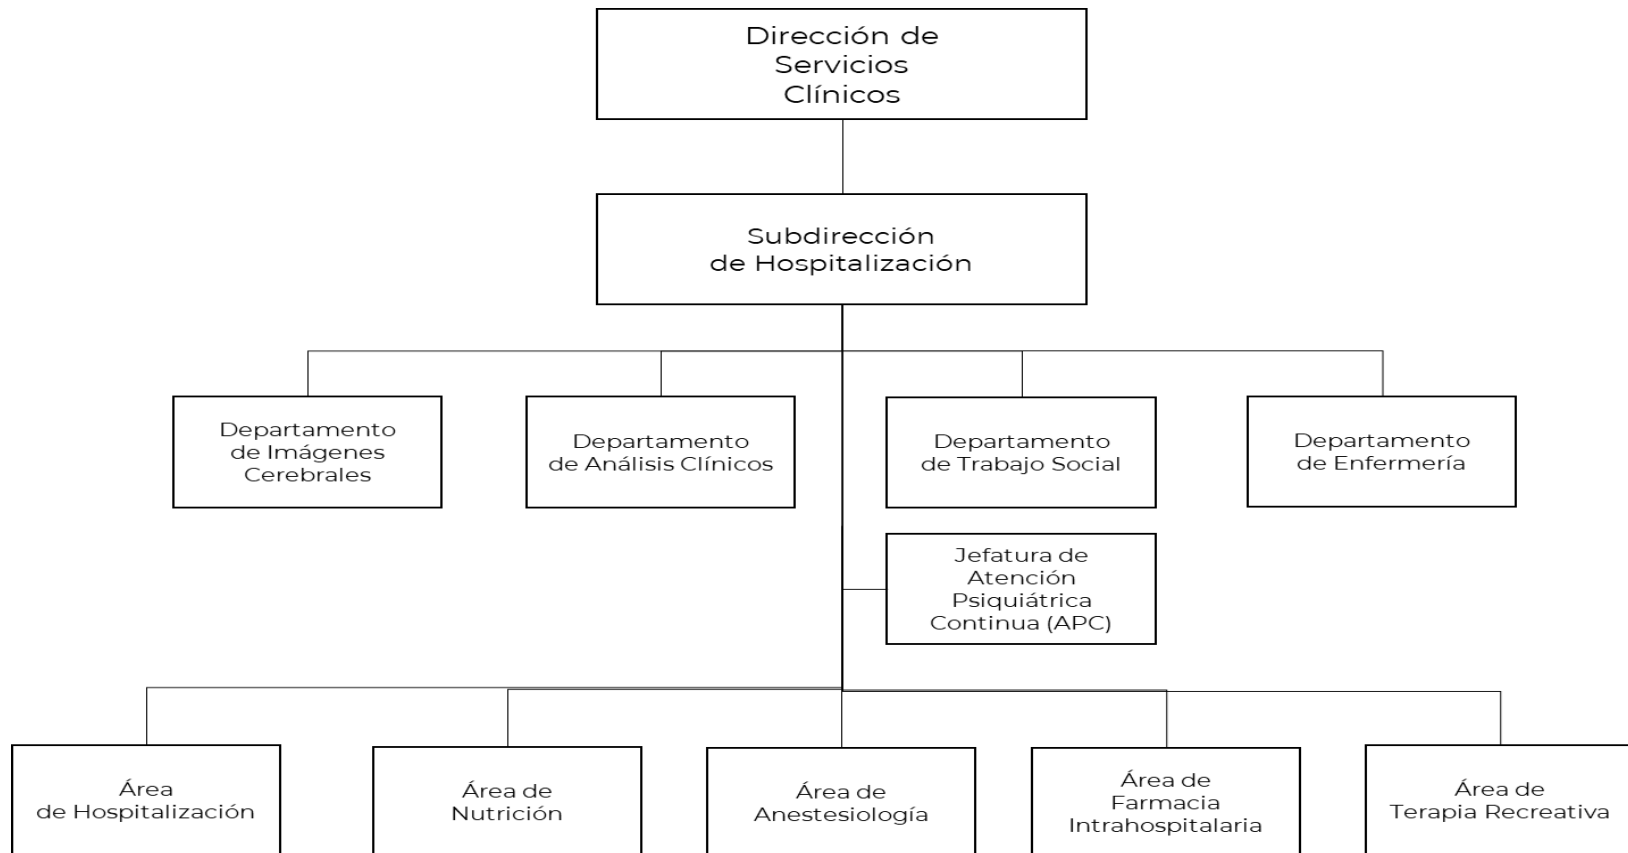 Dirección de
Servicios
Clínicos
Subdirección
de Hospitalización
Departamento
de Imágenes
Cerebrales
Departamento
de Análisis Clínicos
Departamento
de Trabajo Social
Departamento
de Enfermería
Jefatura de
Atención
Psiquiátrica
Continua (APC)
Área
de Hospitalización
Área de
Nutrición
Área de
Anestesiología
Área de
Farmacia
Intrahospitalaria
Área de
Terapia Recreativa